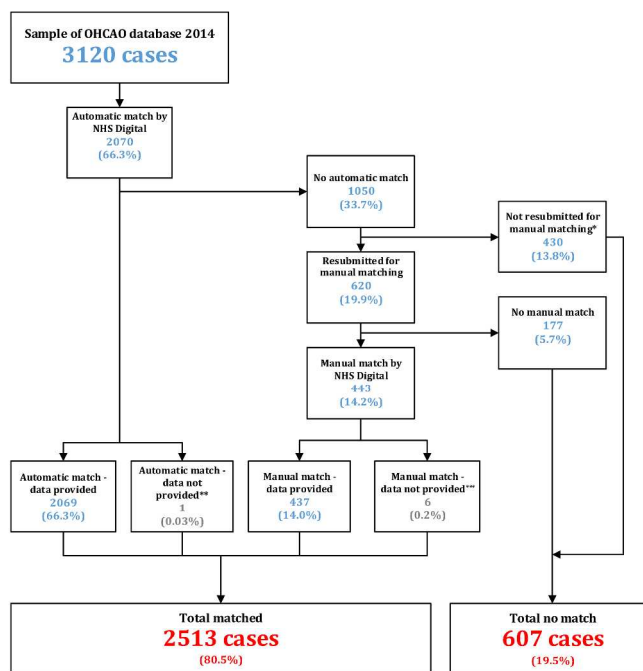 Sample of OHCAO database 2014
3120 cases
Automatic match by
NHS Digital
2070
(66.3%)
No automatic match
1050
(33.7%)
Not resubmitted for
manual matching*
430
(13.8%)
Resubmitted for
manual matching
620
(19.9%)
No manual match
177
(5.7%)
Manual match by
NHS Digital
443
(14.2%)
Automatic match -
data provided
2069
(66.3%)
Automatic match -
data not
provided**
1
(0.03%)
Manual match -
data provided
437
(14.0%)
Manual match -
data not provided***
6
(0.2%)
Total matched
2513 cases
(80.5%)
Total no match
607 cases
(19.5%)